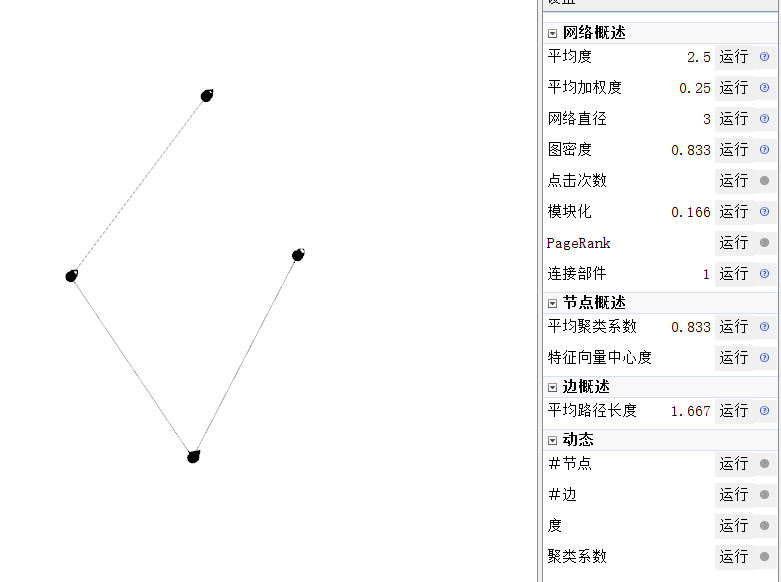 设置
网络概述
平均度 2.5 运行
平均加权度 0.25 运行
网络直径 3 运行
图密度 0.833 运行
点击次数 运行
模块化 0.166 运行
PageRank 运行
连接部件 1 运行
节点概述
平均聚类系数 0.833 运行
特征向量中心度 运行
边概述
平均路径长度 1.667 运行
动态
#节点 运行
#边 运行
度 运行
聚类系数 运行